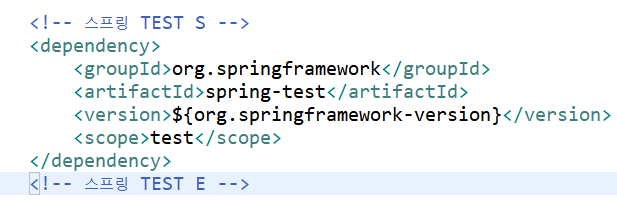 <!-- 스프링 TEST S -->
<dependency>
    <groupId>org.springframework</groupId>
    <artifactId>spring-test</artifactId>
    <version>${org.springframework-version}</version>
    <scope>test</scope>
</dependency>
<!-- 스프링 TEST E -->